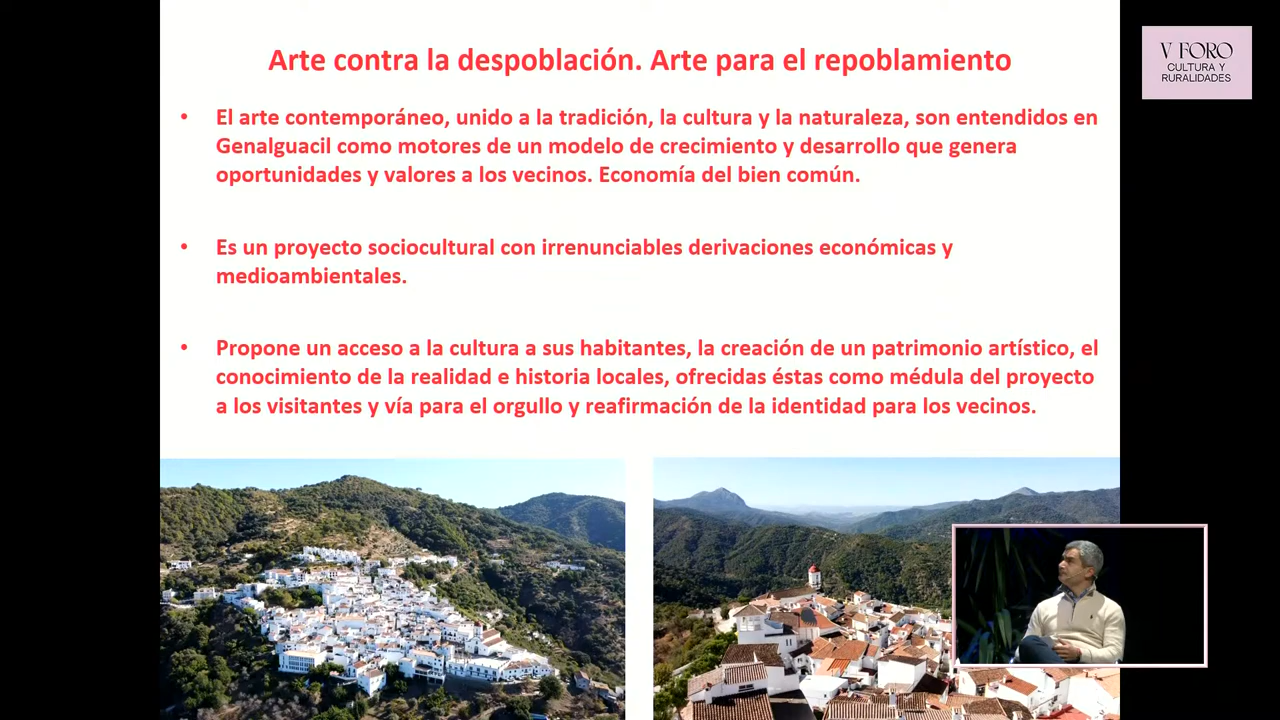 Arte contra la despoblación. Arte para el repoblamiento
• El arte contemporáneo, unido a la tradición, la cultura y la naturaleza, son entendidos en
Genalguacil como motores de un modelo de crecimiento y desarrollo que genera
oportunidades y valores a los vecinos. Economía del bien común.
• Es un proyecto sociocultural con irrenunciables derivaciones económicas y
medioambientales.
• Propone un acceso a la cultura a sus habitantes, la creación de un patrimonio artístico, el
conocimiento de la realidad e historia locales, ofrecidas éstas como médula del proyecto
a los visitantes y vía para el orgullo y reafirmación de la identidad para los vecinos.
V FORO
CULTURA Y
RURALIDADES